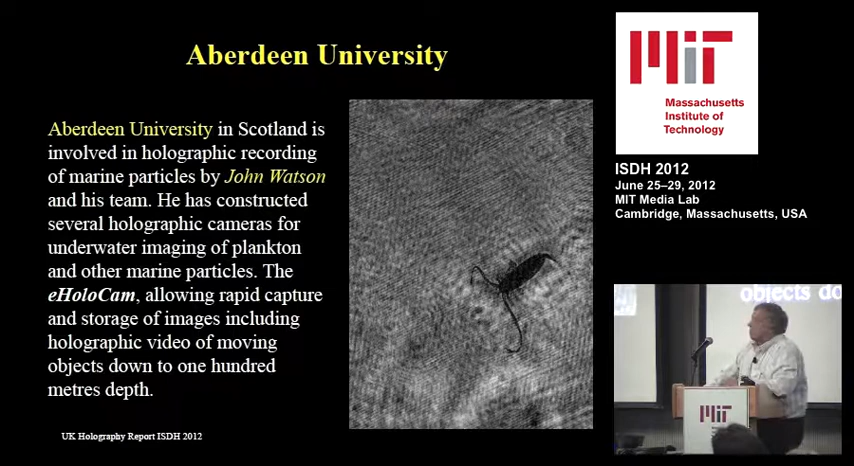 Aberdeen University
Aberdeen University in Scotland is
involved in holographic recording
of marine particles by John Watson
and his team. He has constructed
several holographic cameras for
underwater imaging of plankton
and other marine particles. The
eHoloCam, allowing rapid capture
and storage of images including
holographic video of moving
objects down to one hundred
metres depth.
UK Holography Report ISDH 2012
MIT
Massachusetts
Institute of
Technology
ISDH 2012
June 25–29, 2012
MIT Media Lab
Cambridge, Massachusetts, USA
objects do
MIT